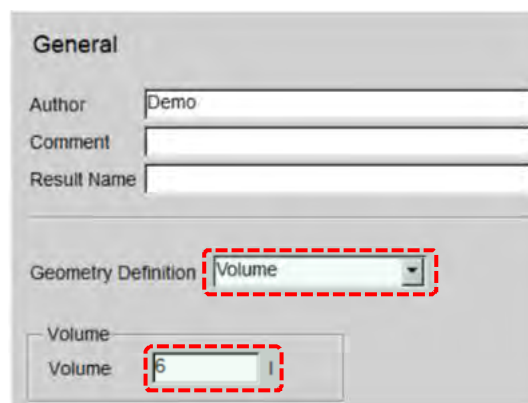 General
Author Demo
Comment
Result Name
Geometry Definition Volume
Volume
Volume 6 l